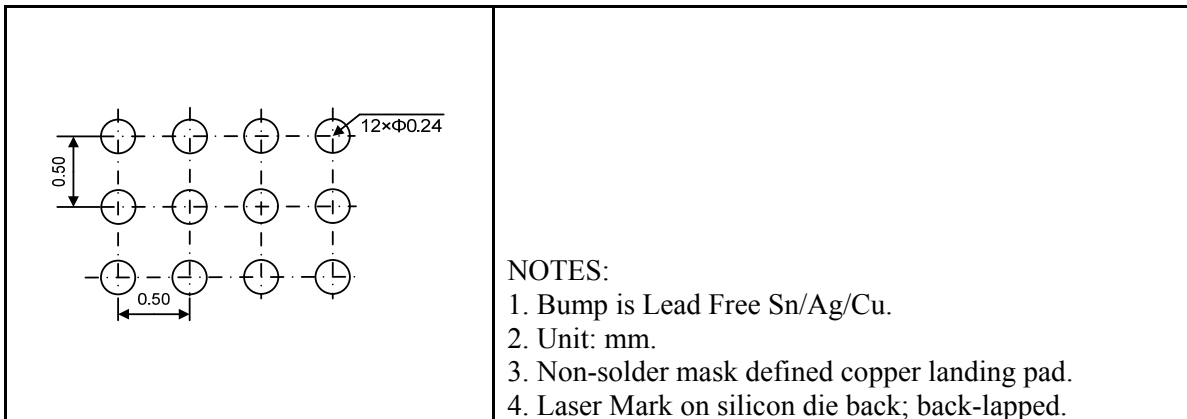 12×Φ0.24
0.50
0.50
NOTES:
1. Bump is Lead Free Sn/Ag/Cu.
2. Unit: mm.
3. Non-solder mask defined copper landing pad.
4. Laser Mark on silicon die back; back-lapped.